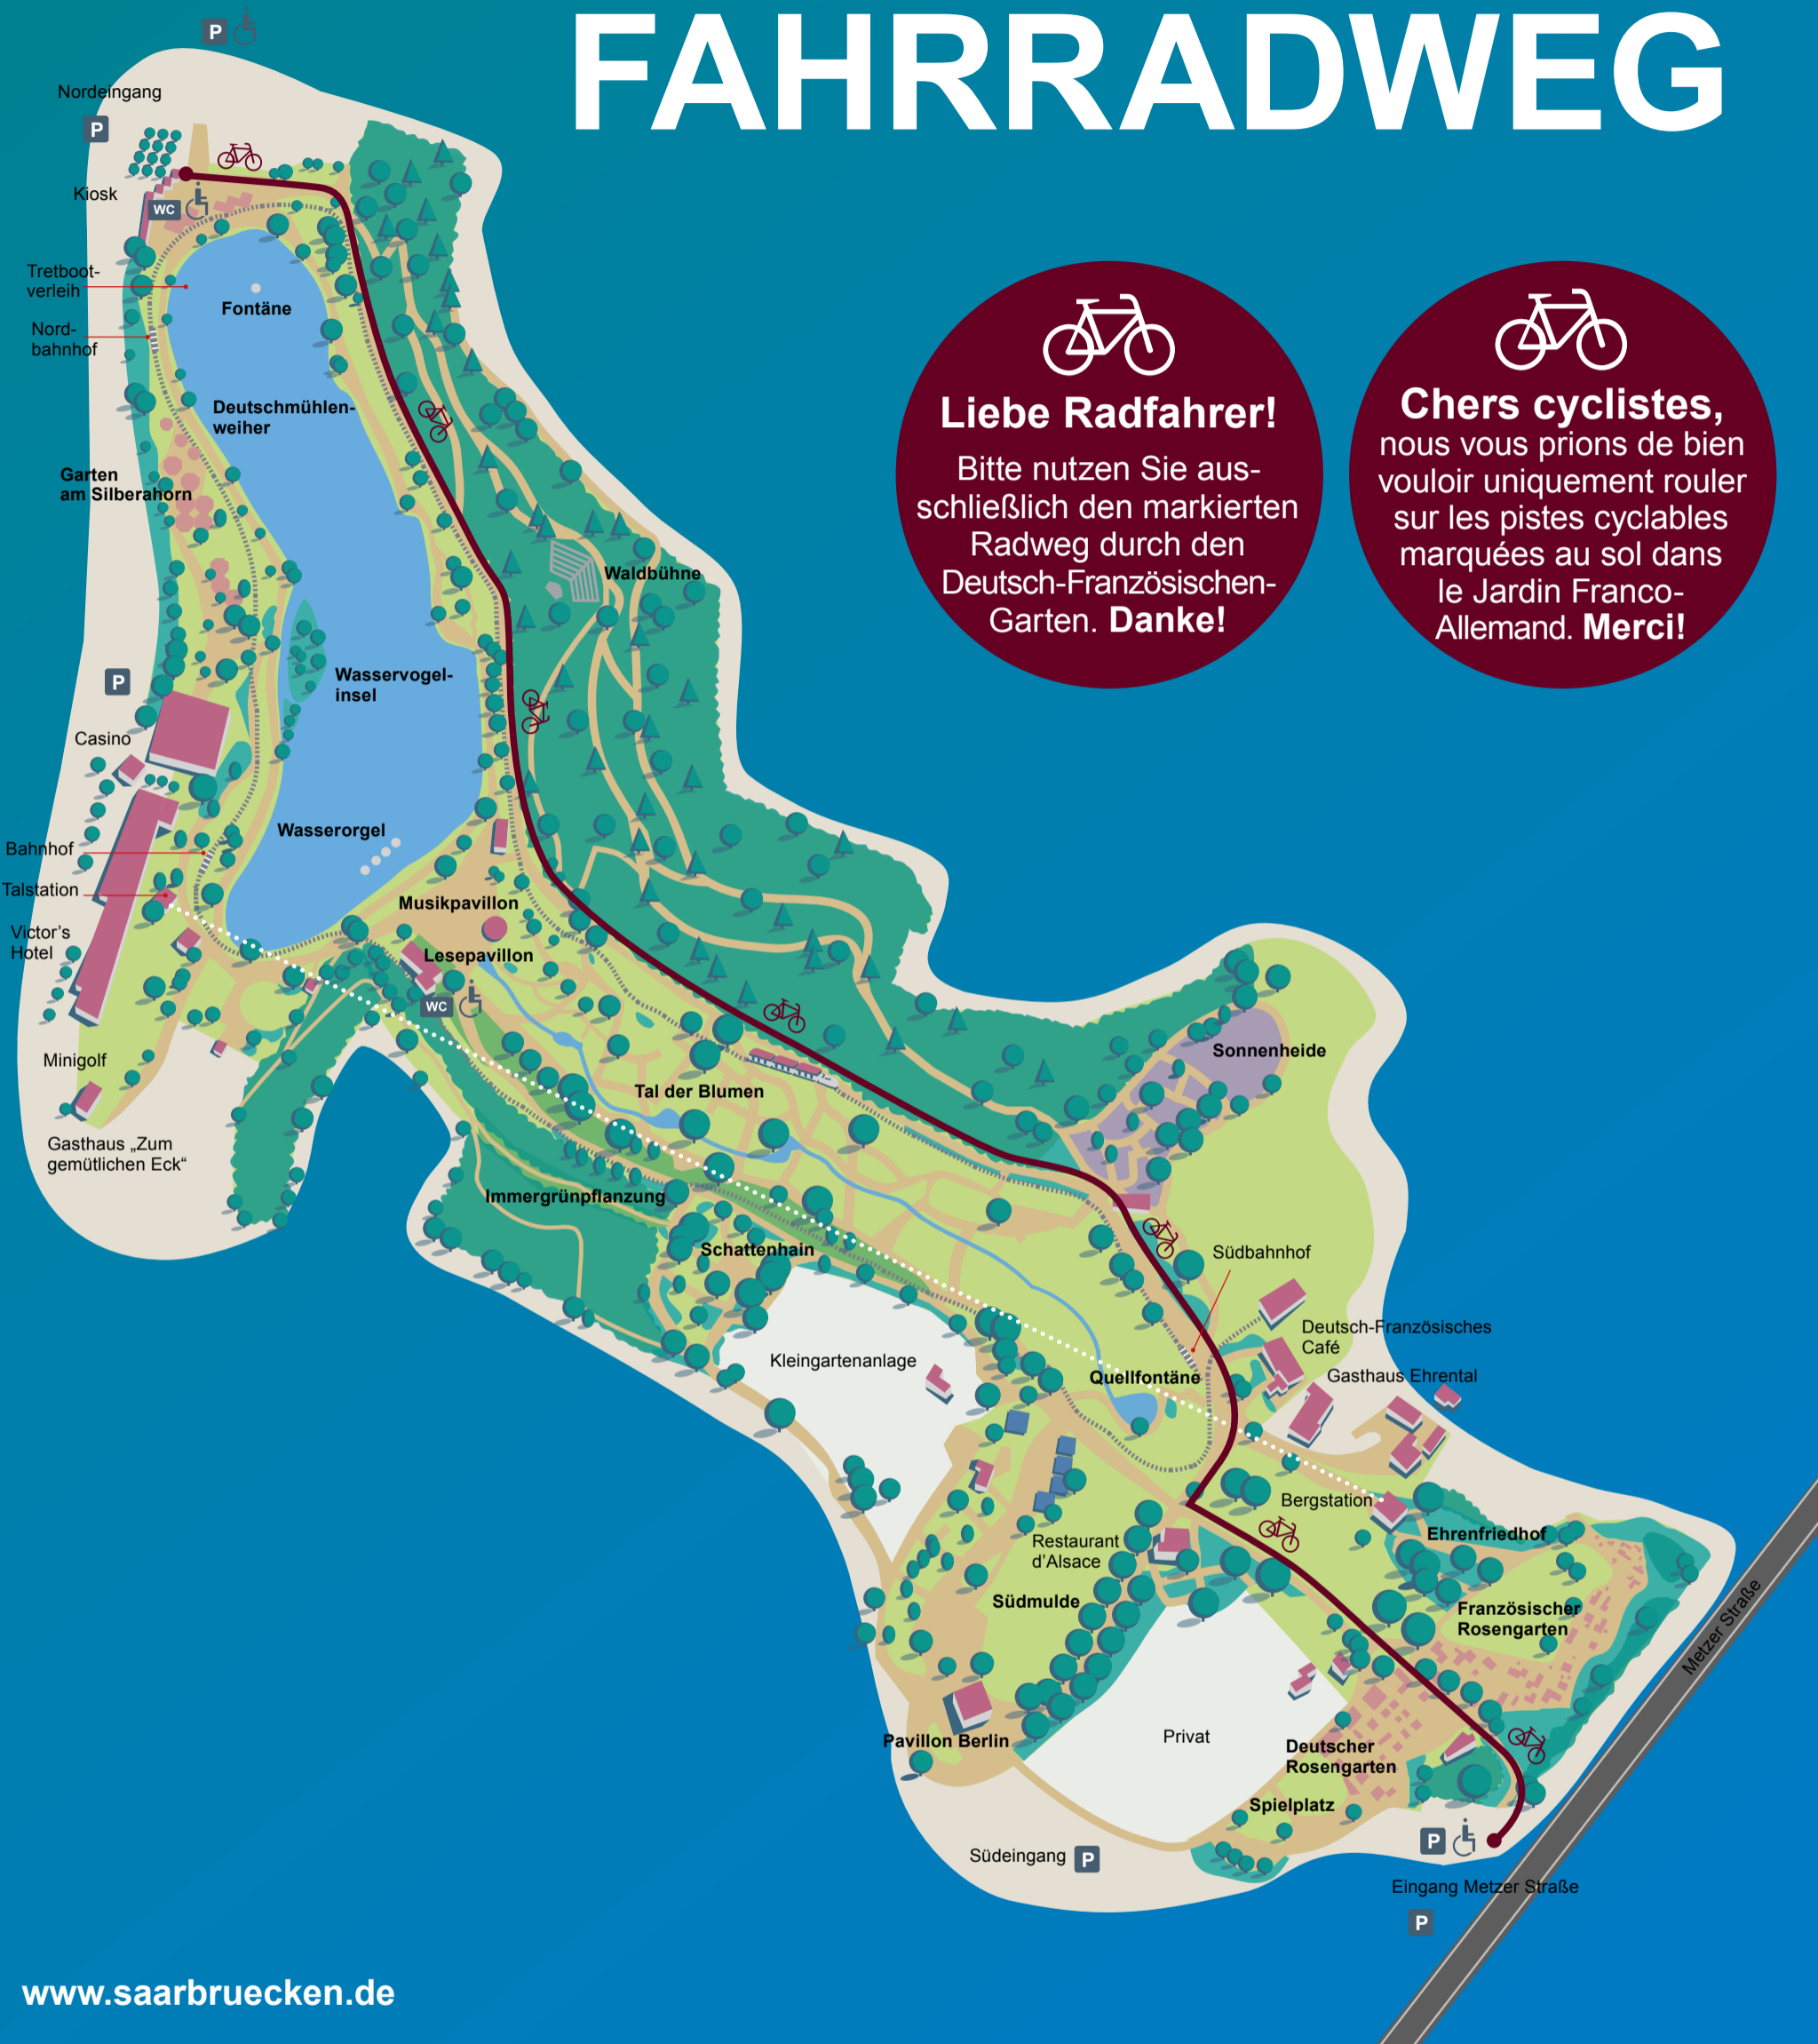 P
FAHRRADWEG
Nordeingang
P
Kiosk
WC
Tretboot-
verleih
Fontäne
Nord-
bahnhof
Deutschmühlen-
weiher
Garten
am Silberahorn
Liebe Radfahrer!
Bitte nutzen Sie aus-
schließlich den markierten
Radweg durch den
Deutsch-Französischen-
Garten. Danke!
Chers cyclistes,
nous vous prions de bien
vouloir uniquement rouler
sur les pistes cyclables
marquées au sol dans
le Jardin Franco-
Allemand. Merci!
Waldbühne
Wasservogel-
insel
P
Casino
Wasserorgel
Bahnhof
Talstation
Musikpavillon
Victor's
Hotel
Lesepavillon
WC
Minigolf
Sonnenheide
Tal der Blumen
Gasthaus „Zum
gemütlichen Eck“
Immergrünpflanzung
Schattenhain
Südbahnhof
Deutsch-Französisches
Café
Kleingartenanlage
Quellfontäne
Gasthaus Ehrental
Bergstation
Restaurant
d'Alsace
Ehrenfriedhof
Südmulde
Französischer
Rosengarten
Metzer Straße
Pavillon Berlin
Privat
Deutscher
Rosengarten
Spielplatz
P
Südeingang P
Eingang Metzer Straße
P
www.saarbruecken.de